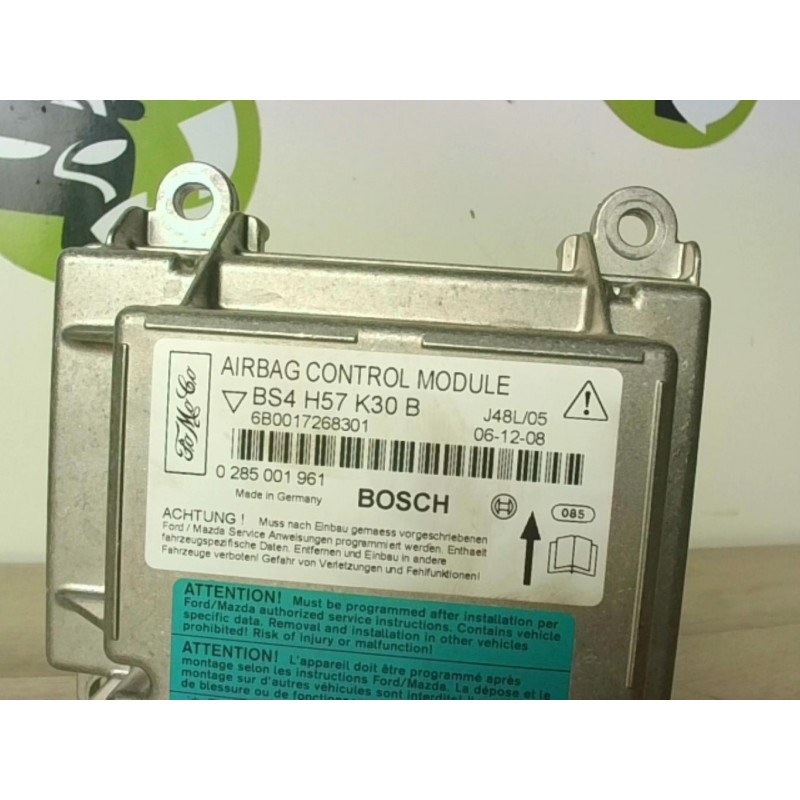 FoMoCo
AIRBAG CONTROL MODULE
BS4 H57 K30 B
6B0017268301
J48L/05
06-12-08
0 285 001 961
Made in Germany
BOSCH
085
ACHTUNG ! Muss nach Einbau gemaess vorgeschriebenen
Ford / Mazda Service Anweisungen programmiert werden. Enthaelt
fahrzeugspezifische Daten. Entfernen und Einbau in andere
Fahrzeuge verboten! Gefahr von Verletzungen und Fehlfunktionen!
ATTENTION! Must be programmed after installation per
Ford/Mazda authorized service instructions. Contains vehicle
specific data. Removal and installation in other vehicles
prohibited! Risk of injury or malfunction!
ATTENTION! L'appareil doit être programmé après
montage selon les instructions Ford/Mazda. La dépose et le
montage sur d'autres véhicules sont interdits!
de blessure ou de